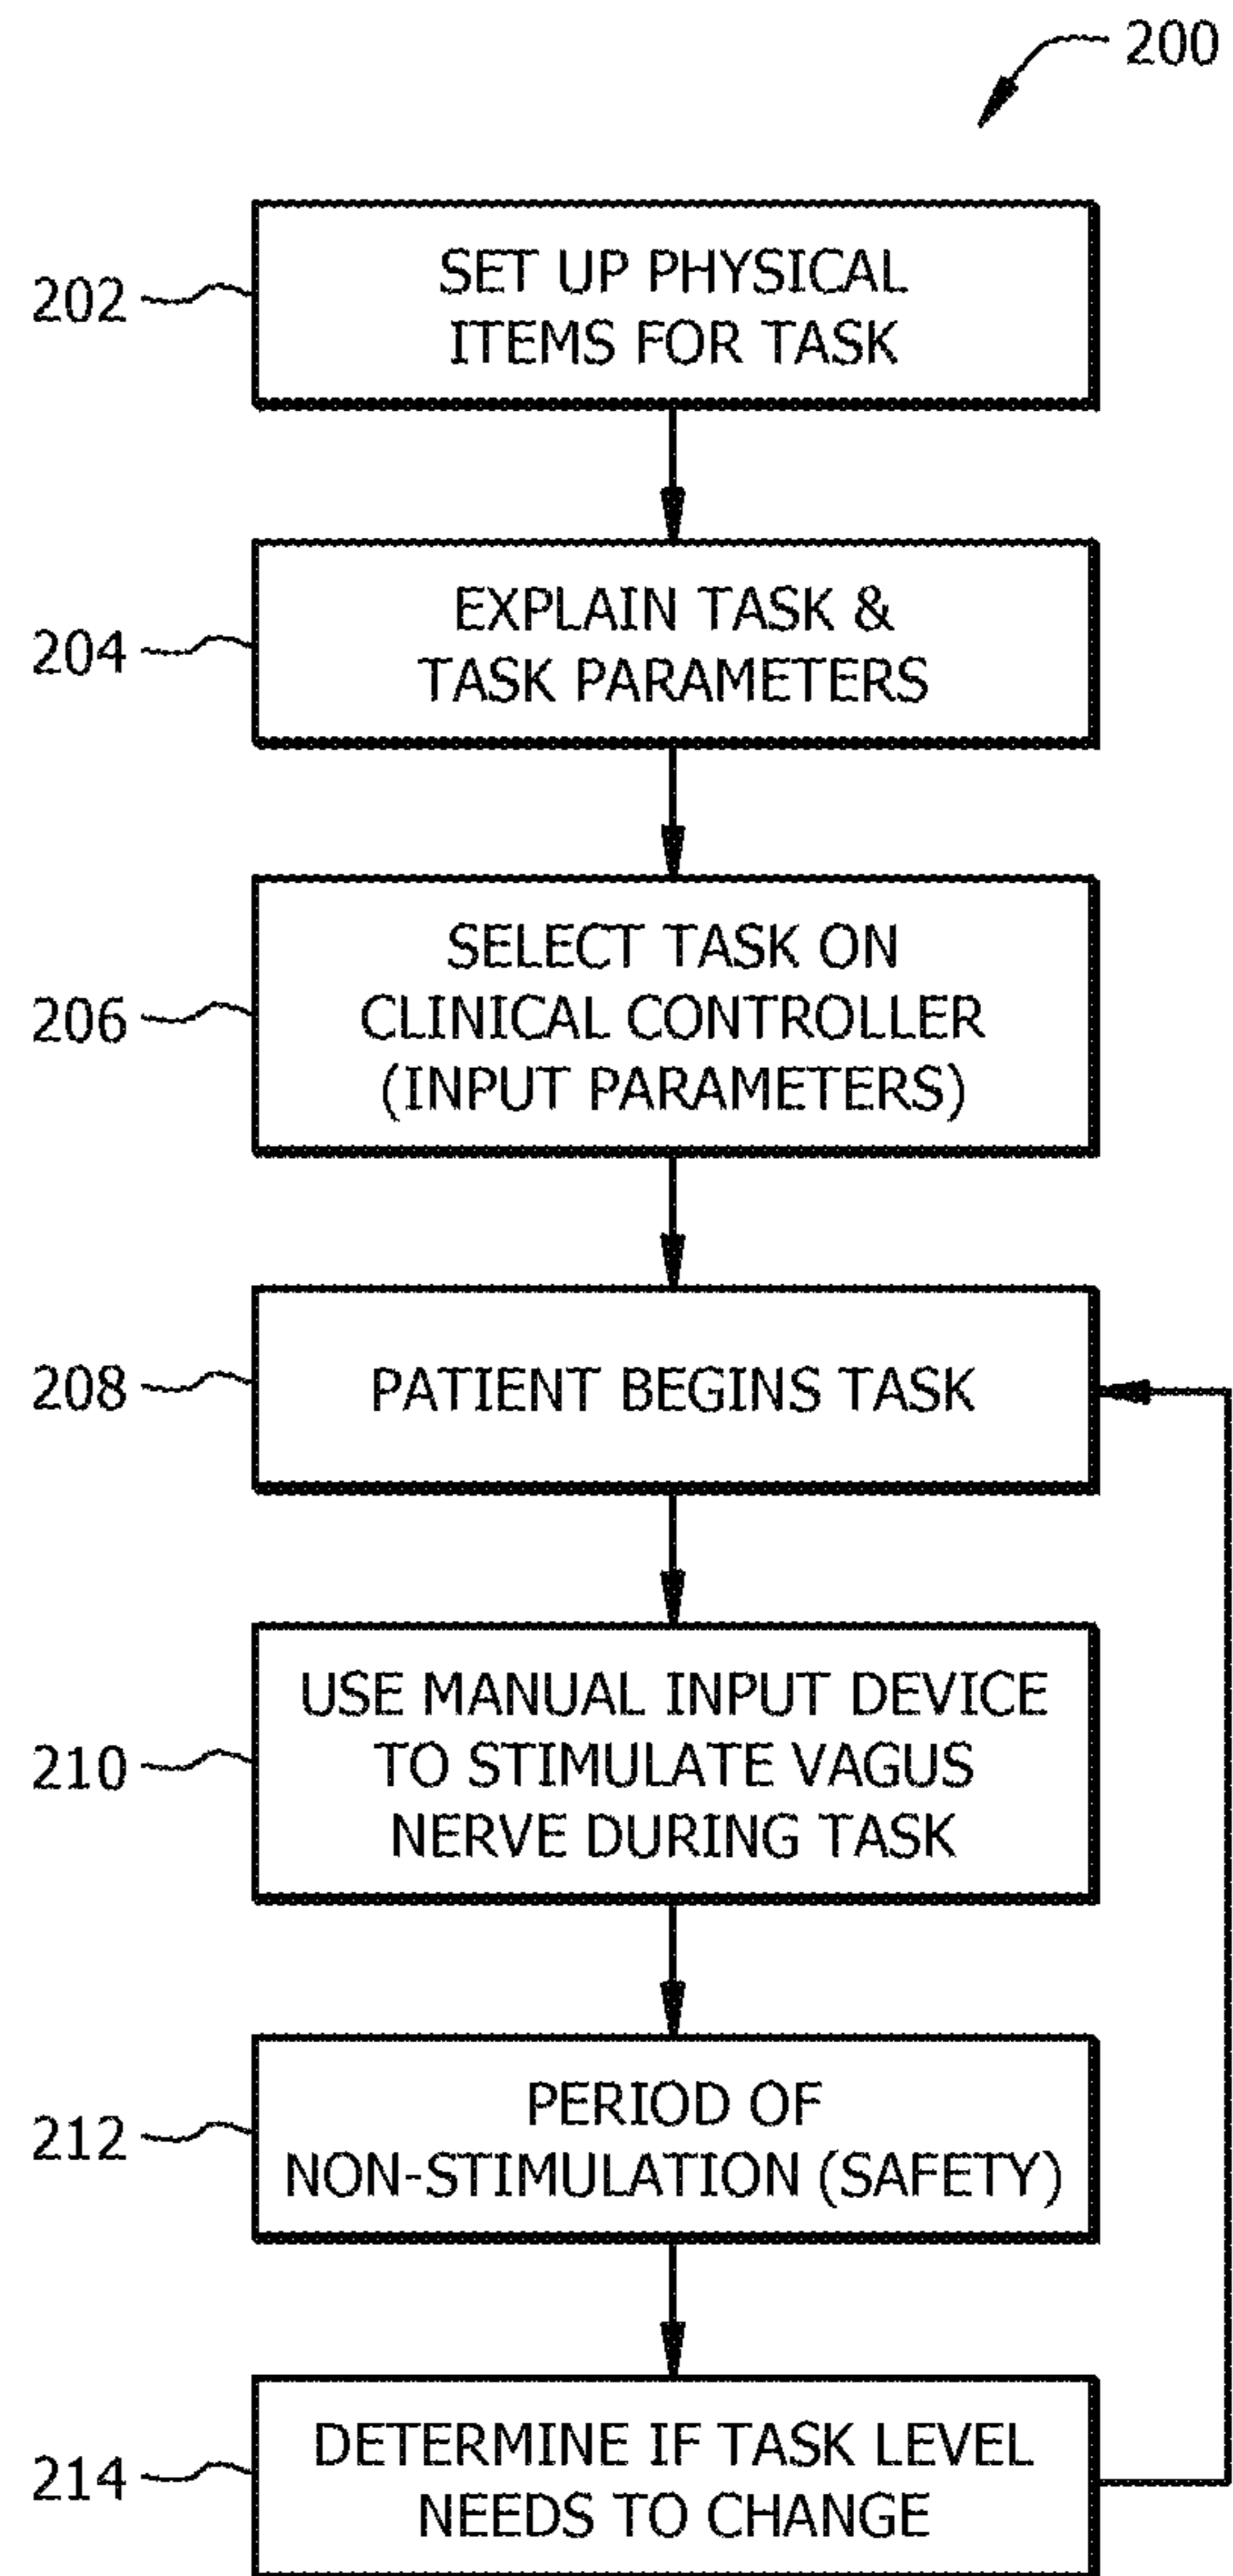 200
202
SET UP PHYSICAL
ITEMS FOR TASK
204
EXPLAIN TASK &
TASK PARAMETERS
206
SELECT TASK ON
CLINICAL CONTROLLER
(INPUT PARAMETERS)
208
PATIENT BEGINS TASK
210
USE MANUAL INPUT DEVICE
TO STIMULATE VAGUS
NERVE DURING TASK
212
PERIOD OF
NON-STIMULATION (SAFETY)
214
DETERMINE IF TASK LEVEL
NEEDS TO CHANGE